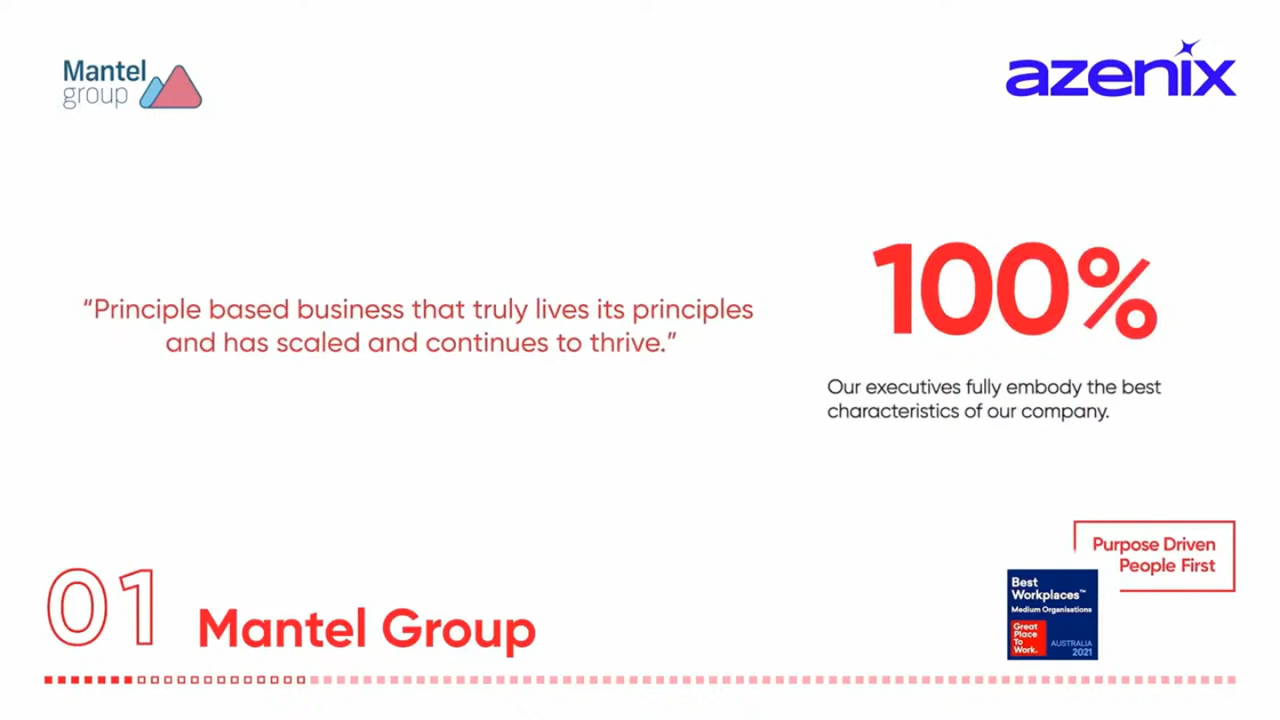 Mantel
group
azenix
100%
“Principle based business that truly lives its principles
and has scaled and continues to thrive.”
Our executives fully embody the best
characteristics of our company.
Purpose Driven
People First
Best
Workplaces™
Medium Organisations
Great
Place
To
Work.
AUSTRALIA
2021
01
Mantel Group